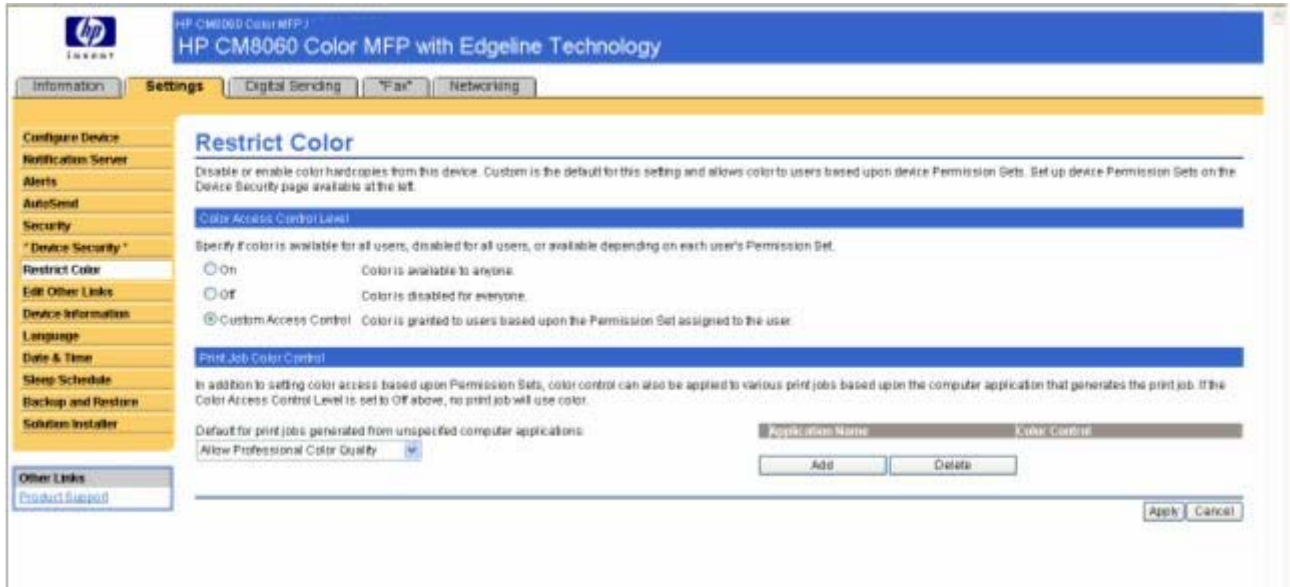 hp
invent
HP CM8060 Color MFP /
HP CM8060 Color MFP with Edgeline Technology
Information
Settings
Digital Sending
"Fax"
Networking
Configure Device
Notification Server
Alerts
AutoSend
Security
* Device Security *
Restrict Color
Edit Other Links
Device Information
Language
Date & Time
Sleep Schedule
Backup and Restore
Solution Installer
Other Links
Product Support
Restrict Color
Disable or enable color hardcopies from this device. Custom is the default for this setting and allows color to users based upon device Permission Sets. Set up device Permission Sets on the
Device Security page available at the left.
Color Access Control Level
Specify if color is available for all users, disabled for all users, or available depending on each user's Permission Set.
On Color is available to anyone.
Off Color is disabled for everyone.
Custom Access Control Color is granted to users based upon the Permission Set assigned to the user.
Print Job Color Control
In addition to setting color access based upon Permission Sets, color control can also be applied to various print jobs based upon the computer application that generates the print job. If the
Color Access Control Level is set to Off above, no print job will use color.
Default for print jobs generated from unspecified computer applications:
Allow Professional Color Quality
Application Name Color Control
Add Delete
Apply Cancel